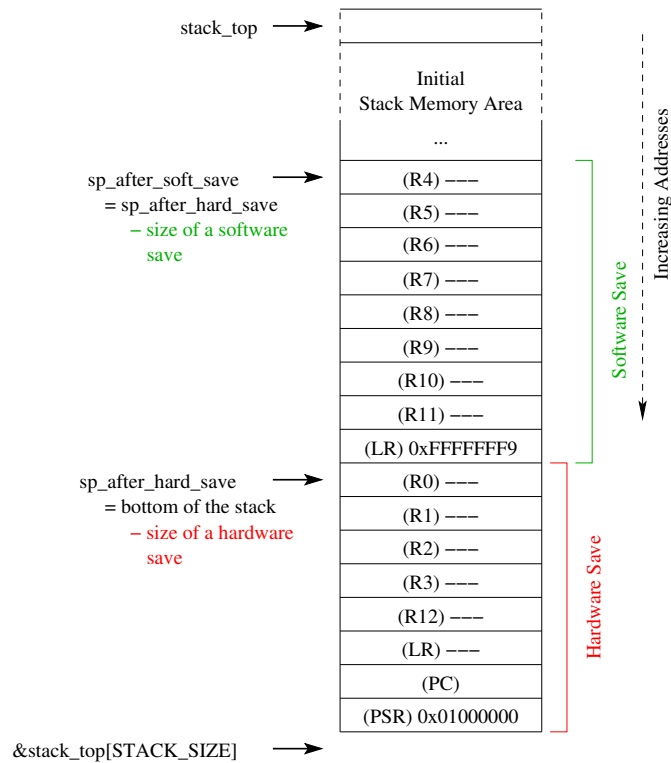 stack_top
Initial
Stack Memory Area
...
sp_after_soft_save
= sp_after_hard_save
− size of a software
save
(R4) −−−
(R5) −−−
(R6) −−−
(R7) −−−
(R8) −−−
(R9) −−−
(R10) −−−
(R11) −−−
(LR) 0xFFFFFFF9
sp_after_hard_save
= bottom of the stack
− size of a hardware
save
(R0) −−−
(R1) −−−
(R2) −−−
(R3) −−−
(R12) −−−
(LR) −−−
(PC)
(PSR) 0x01000000
&stack_top[STACK_SIZE]
Software Save
Hardware Save
Increasing Addresses